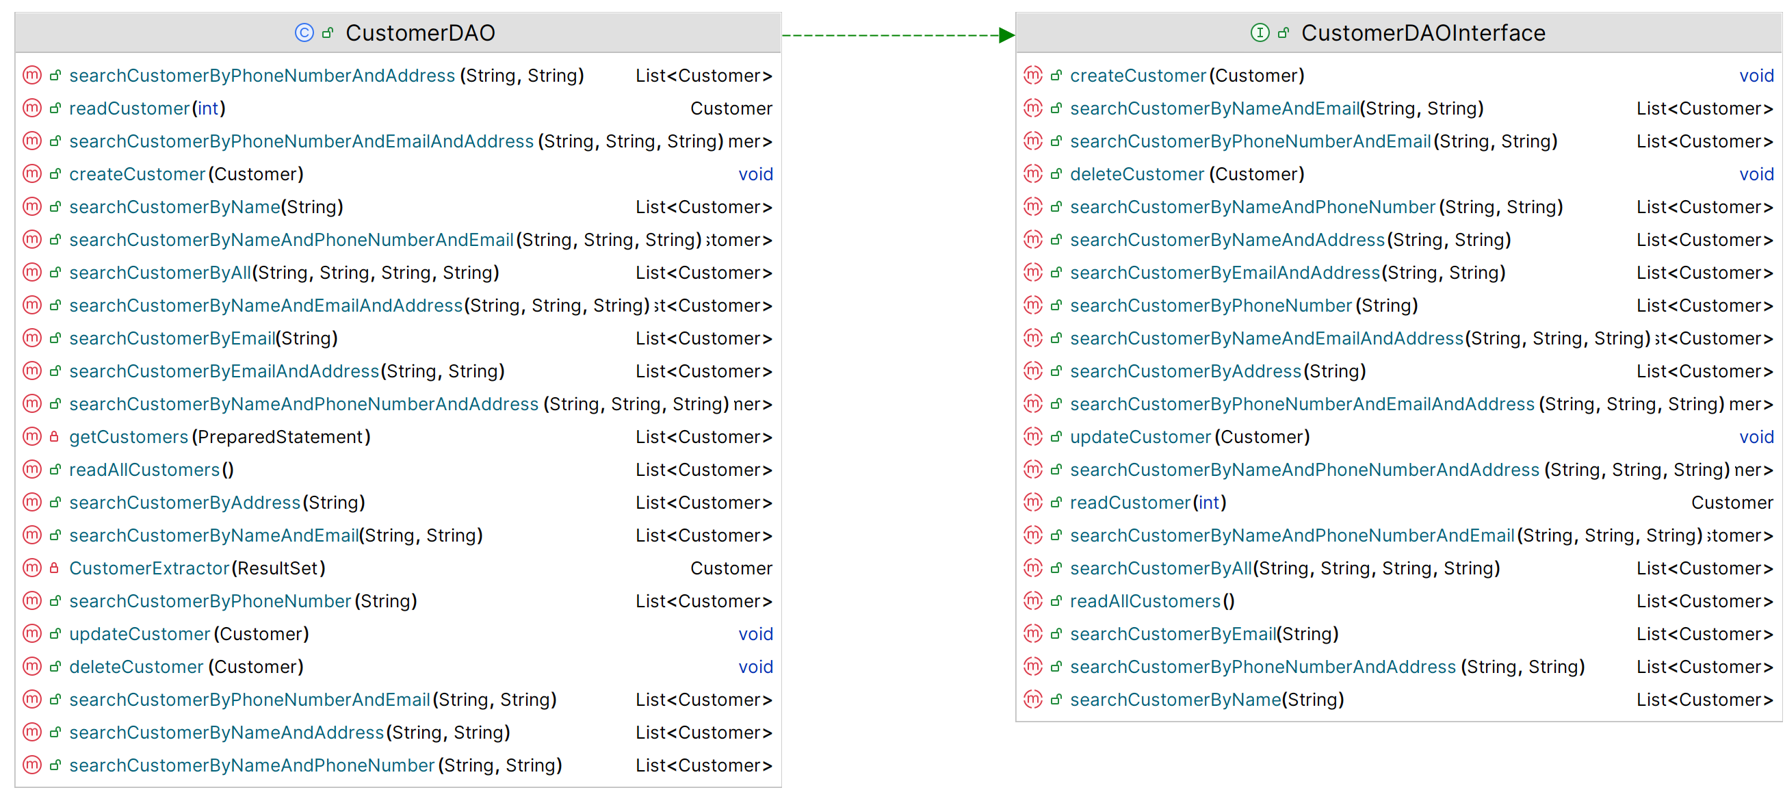 CustomerDAO
searchCustomerByPhoneNumberAndAddress (String, String) List<Customer>
readCustomer(int) Customer
searchCustomerByPhoneNumberAndEmailAndAddress (String, String, String) mer>
createCustomer (Customer) void
searchCustomerByName(String) List<Customer>
searchCustomerByNameAndPhoneNumberAndEmail (String, String, String) stomer>
searchCustomerByAll(String, String, String, String) List<Customer>
searchCustomerByNameAndEmailAndAddress(String, String, String) st<Customer>
searchCustomerByEmail(String) List<Customer>
searchCustomerByEmailAndAddress(String, String) List<Customer>
searchCustomerByNameAndPhoneNumberAndAddress (String, String, String) ner>
getCustomers (PreparedStatement) List<Customer>
readAllCustomers() List<Customer>
searchCustomerByAddress(String) List<Customer>
searchCustomerByNameAndEmail(String, String) List<Customer>
CustomerExtractor(ResultSet) Customer
searchCustomerByPhoneNumber (String) List<Customer>
updateCustomer (Customer) void
deleteCustomer (Customer) void
searchCustomerByPhoneNumberAndEmail (String, String) List<Customer>
searchCustomerByNameAndAddress(String, String) List<Customer>
searchCustomerByNameAndPhoneNumber (String, String) List<Customer>
CustomerDAOInterface
createCustomer (Customer) void
searchCustomerByNameAndEmail(String, String) List<Customer>
searchCustomerByPhoneNumberAndEmail (String, String) List<Customer>
deleteCustomer (Customer) void
searchCustomerByNameAndPhoneNumber (String, String) List<Customer>
searchCustomerByNameAndAddress(String, String) List<Customer>
searchCustomerByEmailAndAddress(String, String) List<Customer>
searchCustomerByPhoneNumber (String) List<Customer>
searchCustomerByNameAndEmailAndAddress(String, String, String) st<Customer>
searchCustomerByAddress(String) List<Customer>
searchCustomerByPhoneNumberAndEmailAndAddress (String, String, String) mer>
updateCustomer (Customer) void
searchCustomerByNameAndPhoneNumberAndAddress (String, String, String) ner>
readCustomer(int) Customer
searchCustomerByNameAndPhoneNumberAndEmail (String, String, String) stomer>
searchCustomerByAll(String, String, String, String) List<Customer>
readAllCustomers() List<Customer>
searchCustomerByEmail(String) List<Customer>
searchCustomerByPhoneNumberAndAddress (String, String) List<Customer>
searchCustomerByName(String) List<Customer>